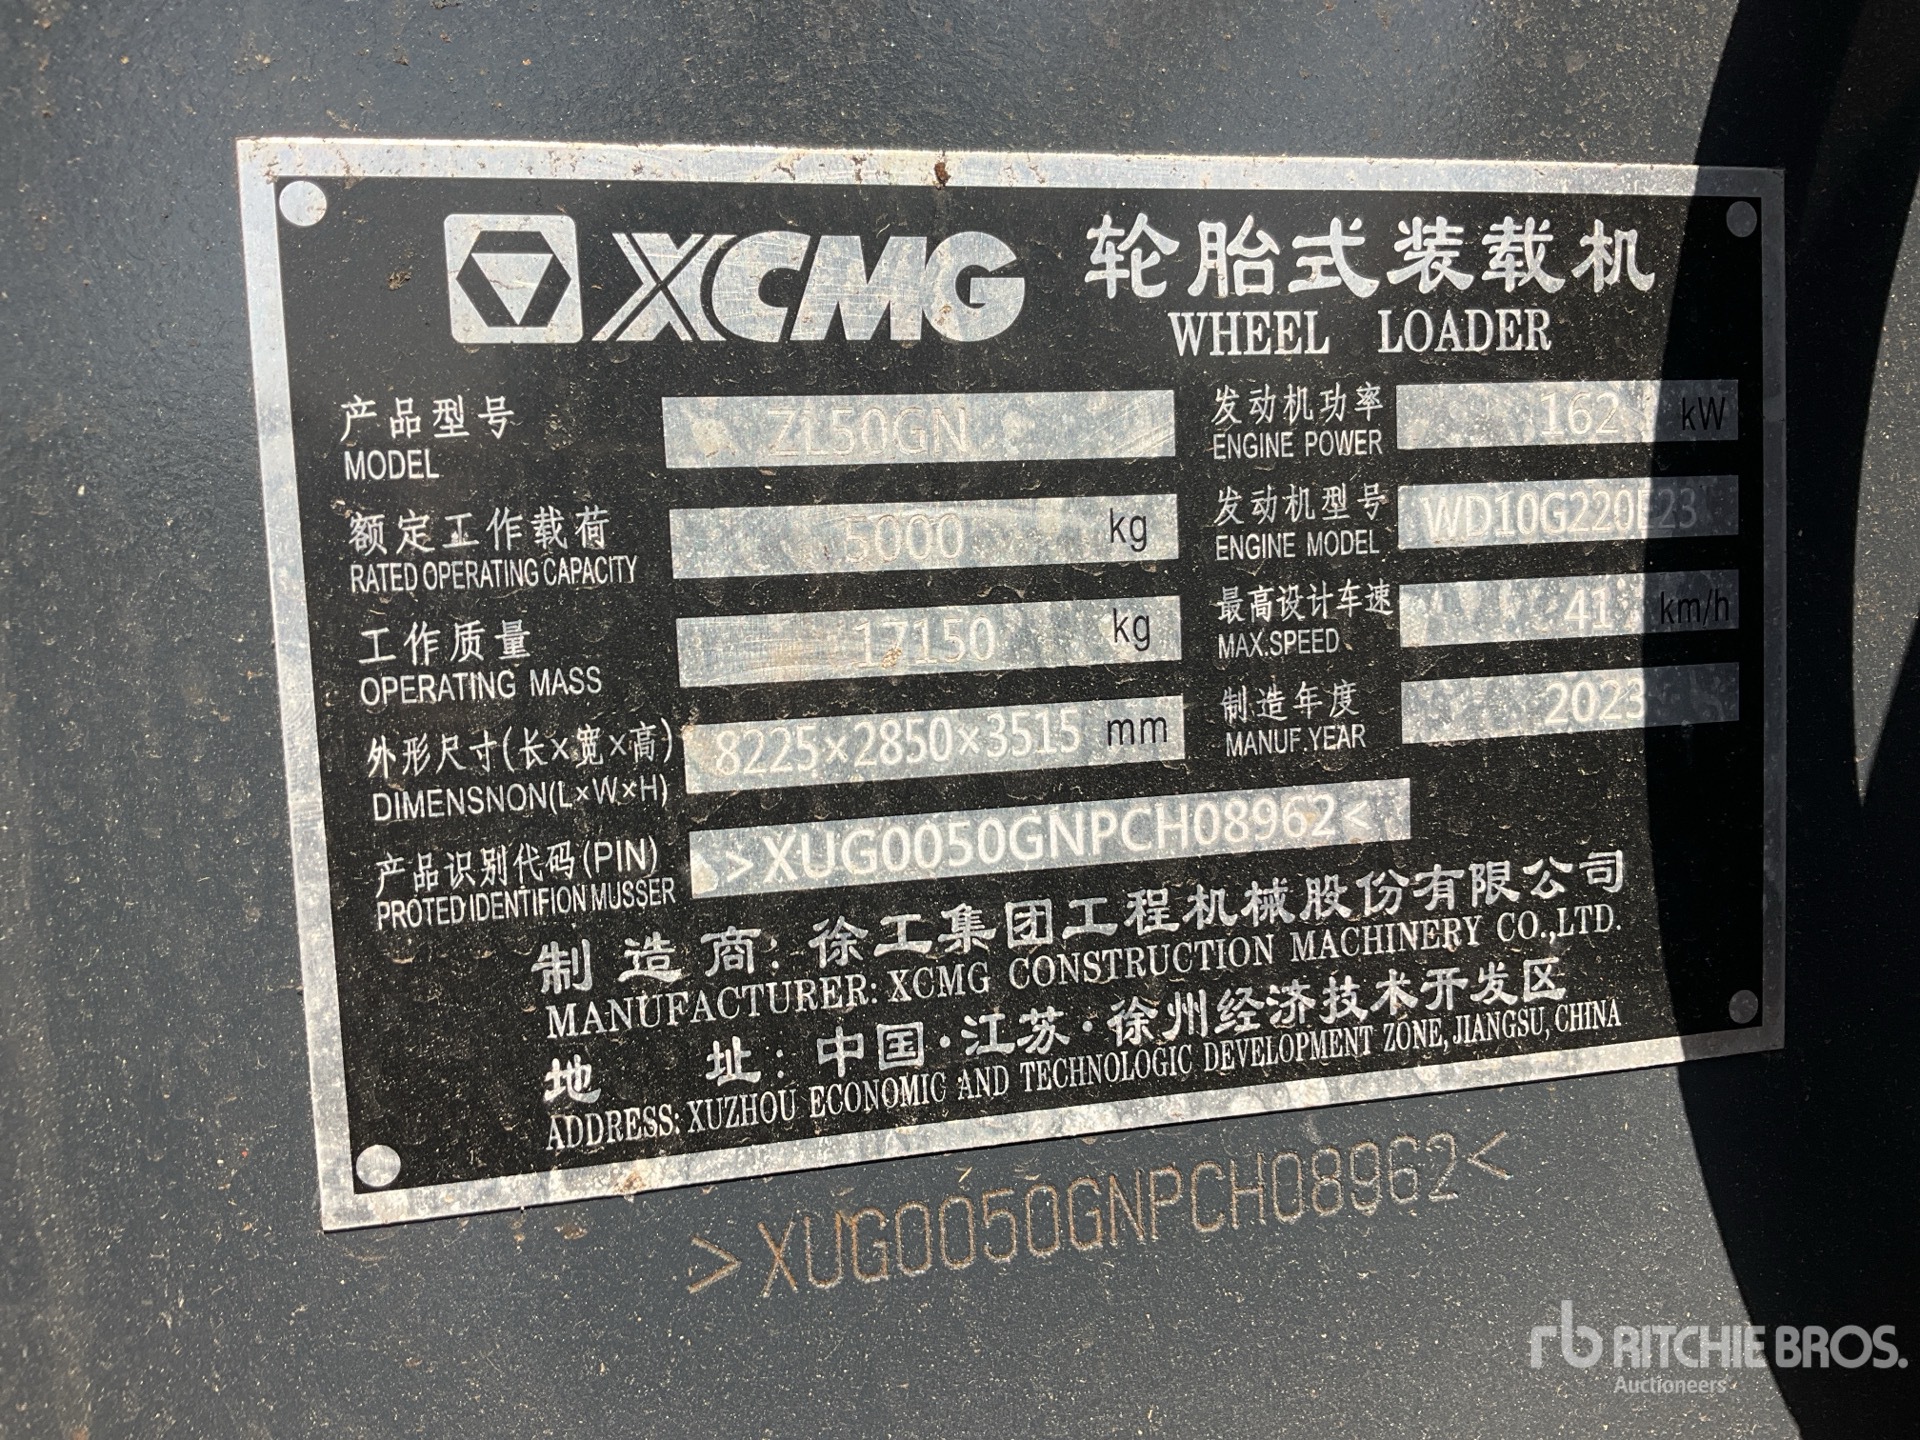 XCMG 轮胎式装载机
WHEEL LOADER
产品型号 ZL50GN
MODEL
额定工作载荷 5000 kg
RATED OPERATING CAPACITY
工作质量 17150 kg
OPERATING MASS
外形尺寸(长×宽×高) 8225×2850×3515 mm
DIMENSNON(L×W×H)
产品识别代码(PIN) >XUG0050GNPCH08962<
PROTED IDENTIFION MUSSER
发动机功率 162 kW
ENGINE POWER
发动机型号 WD10G220E23
ENGINE MODEL
最高设计车速 41 km/h
MAX.SPEED
制造年度 2023
MANUF.YEAR
制造商:徐工集团工程机械股份有限公司
MANUFACTURER: XCMG CONSTRUCTION MACHINERY CO.,LTD.
地址:中国·江苏·徐州经济技术开发区
ADDRESS: XUZHOU ECONOMIC AND TECHNOLOGIC DEVELOPMENT ZONE, JIANGSU, CHINA
>XUG0050GNPCH08962<
rb RITCHIE BROS.
Auctioneers